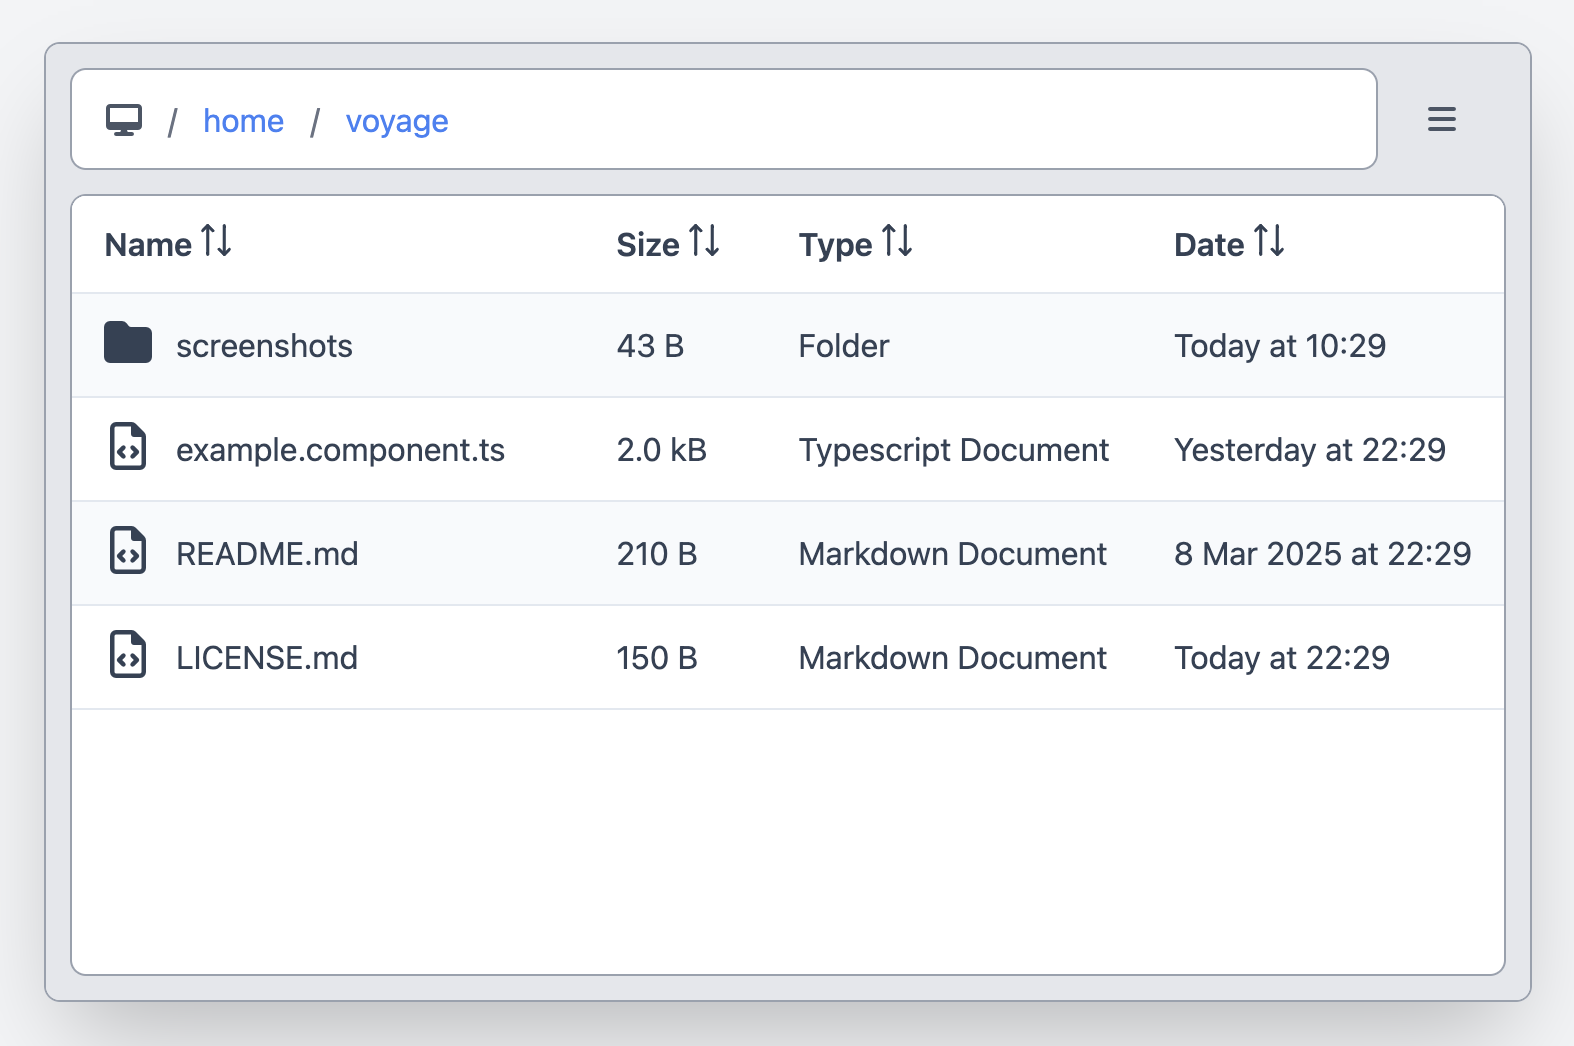 / home / voyage
Name Size Type Date
screenshots 43 B Folder Today at 10:29
example.component.ts 2.0 kB Typescript Document Yesterday at 22:29
README.md 210 B Markdown Document 8 Mar 2025 at 22:29
LICENSE.md 150 B Markdown Document Today at 22:29